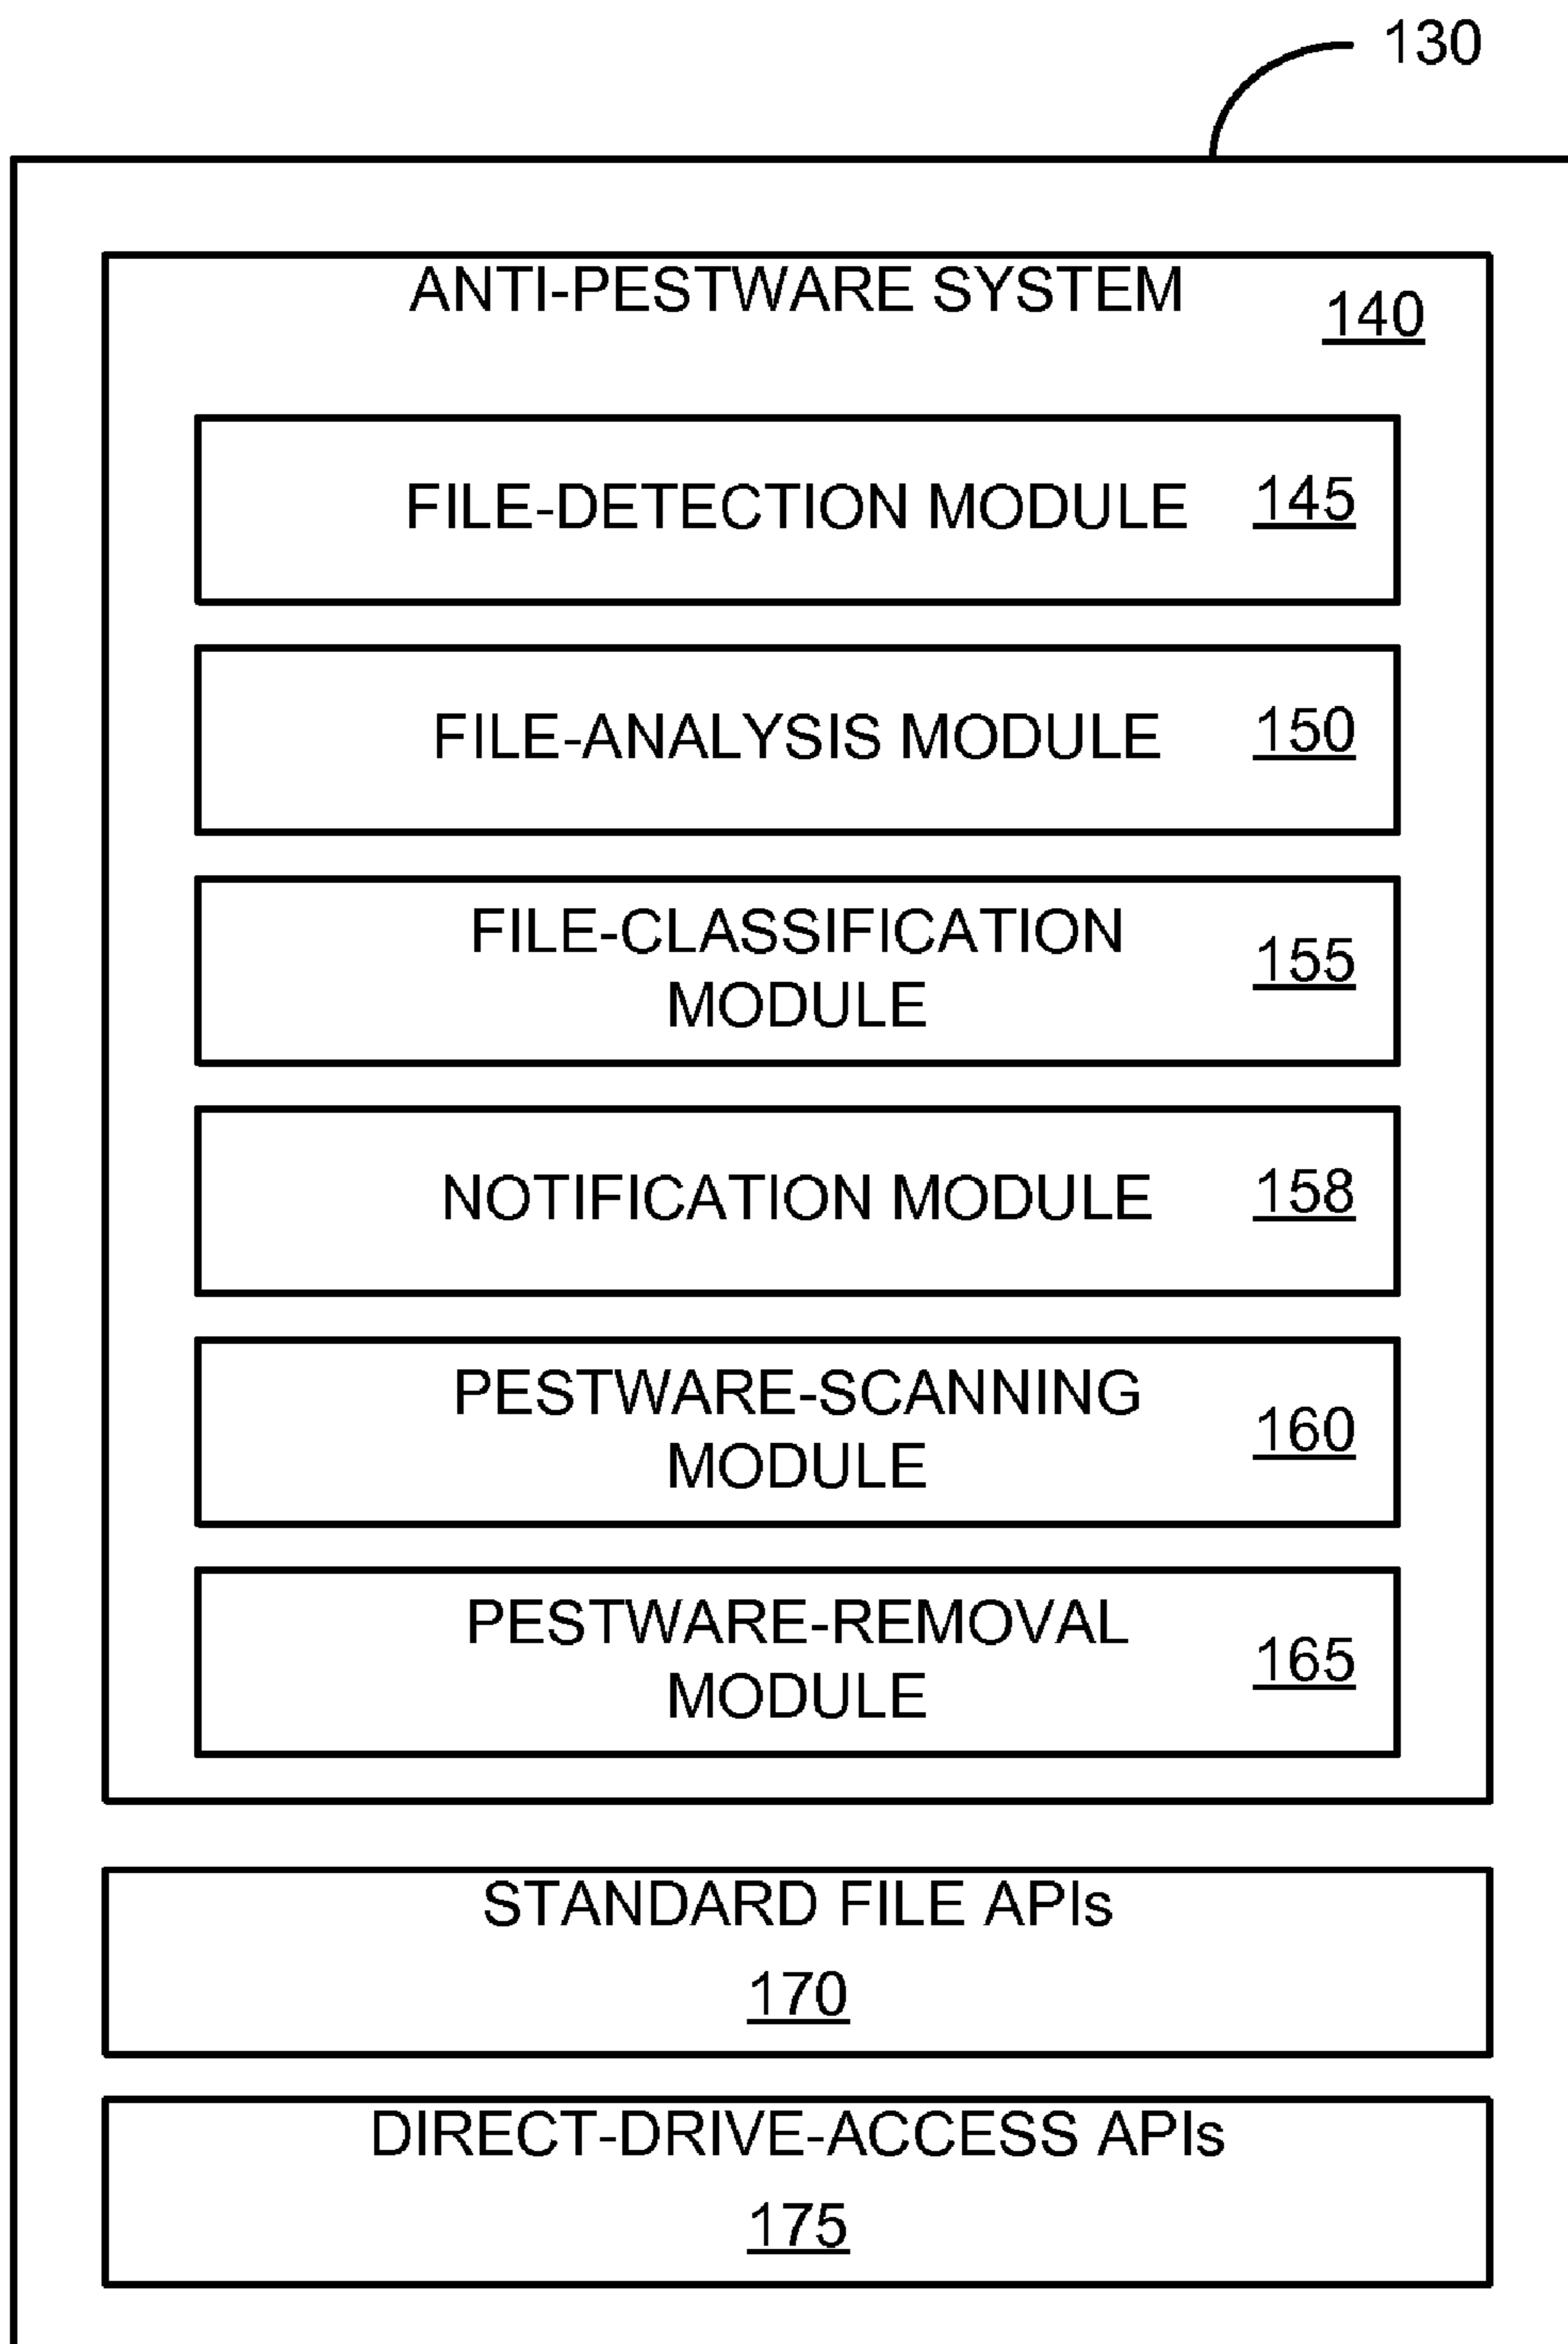 130
ANTI-PESTWARE SYSTEM
140
FILE-DETECTION MODULE 145
FILE-ANALYSIS MODULE 150
FILE-CLASSIFICATION
MODULE
155
NOTIFICATION MODULE 158
PESTWARE-SCANNING
MODULE
160
PESTWARE-REMOVAL
MODULE
165
STANDARD FILE APIs
170
DIRECT-DRIVE-ACCESS APIs
175